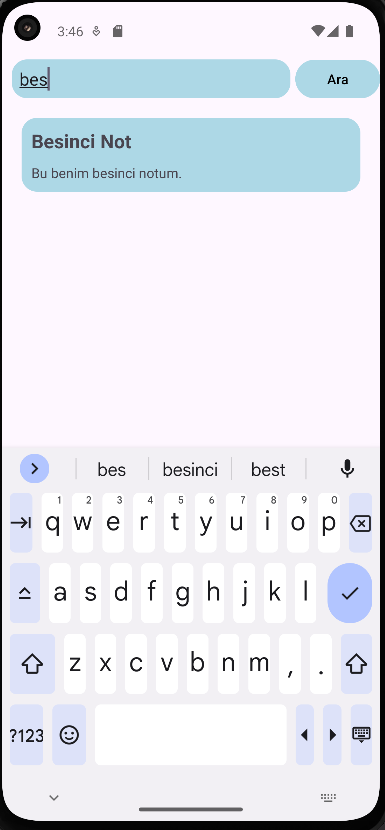 3:46
bes
Ara
Besinci Not
Bu benim besinci notum.
bes besinci best
1 2 3 4 5 6 7 8 9 0
q w e r t y u i o p
a s d f g h j k l
z x c v b n m , .
?123